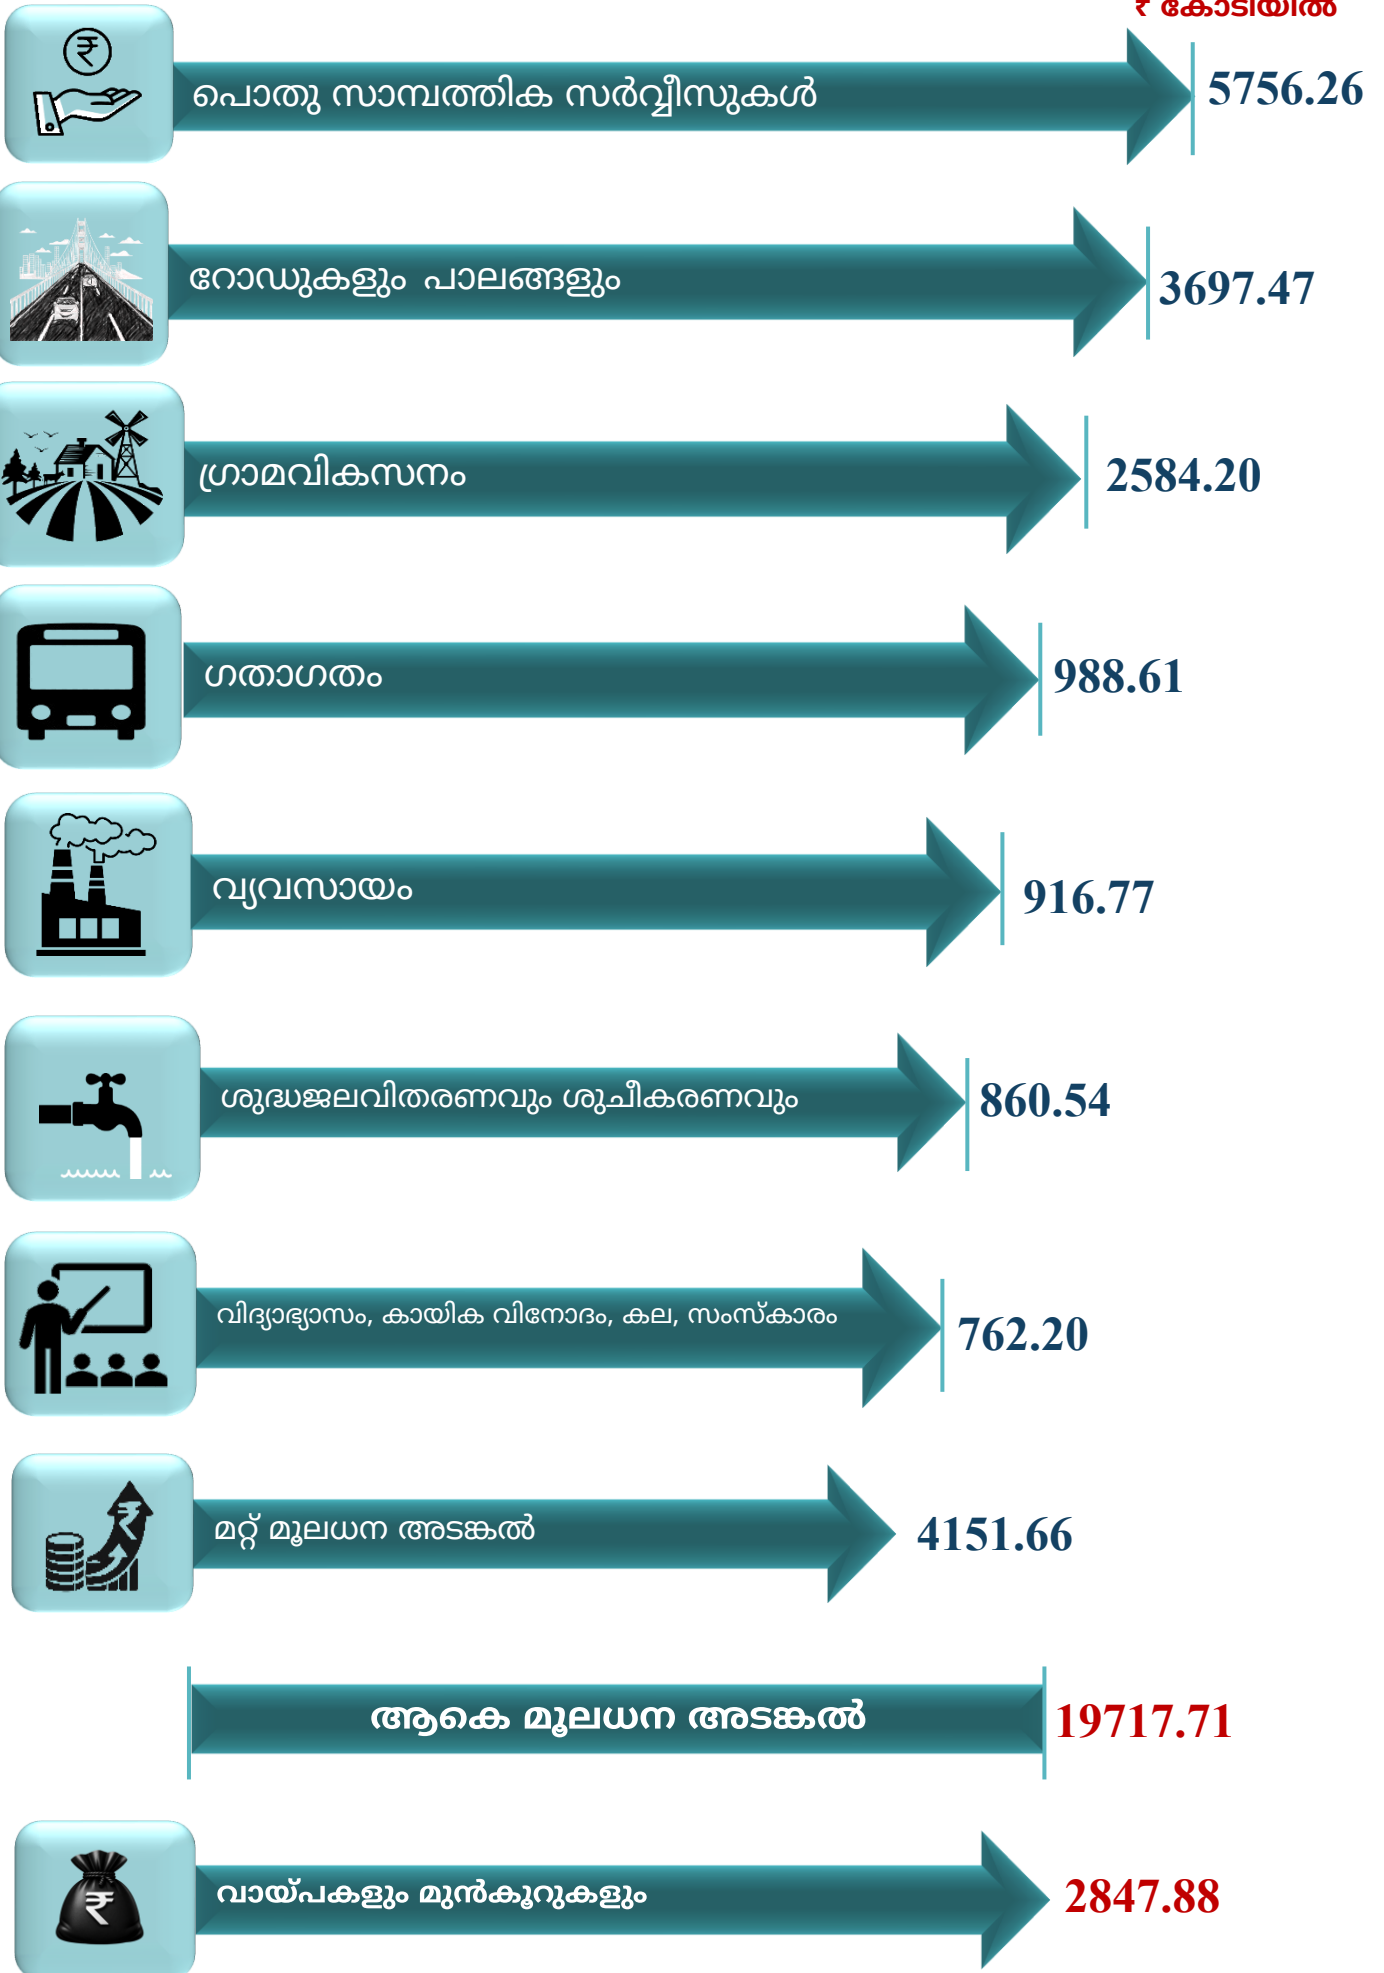 ₹ കോടിയിൽ
പൊതു സാമ്പത്തിക സർവ്വീസുകൾ 5756.26
റോഡുകളും പാലങ്ങളും 3697.47
ഗ്രാമവികസനം 2584.20
ഗതാഗതം 988.61
വ്യവസായം 916.77
ശുദ്ധജലവിതരണവും ശുചീകരണവും 860.54
വിദ്യാഭ്യാസം, കായിക വിനോദം, കല, സംസ്കാരം 762.20
മറ്റ് മൂലധന അടങ്കൽ 4151.66
ആകെ മൂലധന അടങ്കൽ 19717.71
വായ്പകളും മുൻകൂറുകളും 2847.88